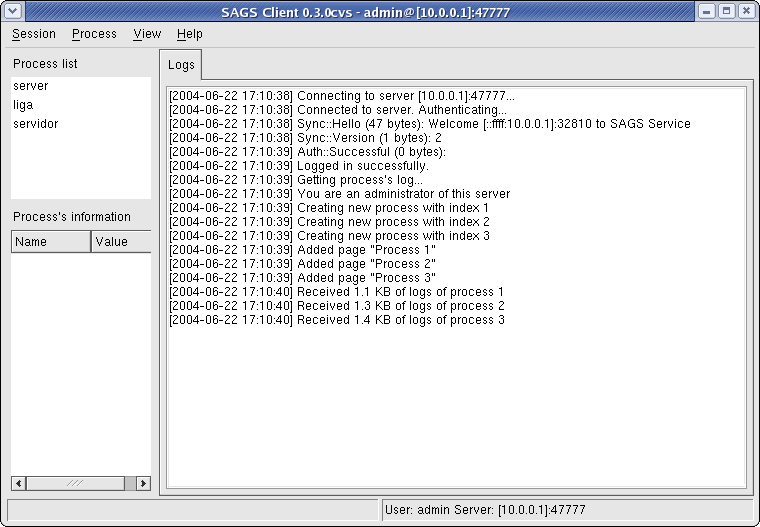 SAGS Client 0.3.0cvs - admin@[10.0.0.1]:47777
Session Process View Help
Process list
server
liga
servidor
Process's information
Name Value
Logs
[2004-06-22 17:10:38] Connecting to server [10.0.0.1]:47777...
[2004-06-22 17:10:38] Connected to server. Authenticating...
[2004-06-22 17:10:38] Sync::Hello (47 bytes): Welcome [::ffff:10.0.0.1]:32810 to SAGS Service
[2004-06-22 17:10:38] Sync::Version (1 bytes): 2
[2004-06-22 17:10:39] Auth::Successful (0 bytes):
[2004-06-22 17:10:39] Logged in successfully.
[2004-06-22 17:10:39] Getting process's log...
[2004-06-22 17:10:39] You are an administrator of this server
[2004-06-22 17:10:39] Creating new process with index 1
[2004-06-22 17:10:39] Creating new process with index 2
[2004-06-22 17:10:39] Creating new process with index 3
[2004-06-22 17:10:39] Added page "Process 1"
[2004-06-22 17:10:39] Added page "Process 2"
[2004-06-22 17:10:39] Added page "Process 3"
[2004-06-22 17:10:40] Received 1.1 KB of logs of process 1
[2004-06-22 17:10:40] Received 1.3 KB of logs of process 2
[2004-06-22 17:10:40] Received 1.4 KB of logs of process 3
User: admin Server: [10.0.0.1]:47777